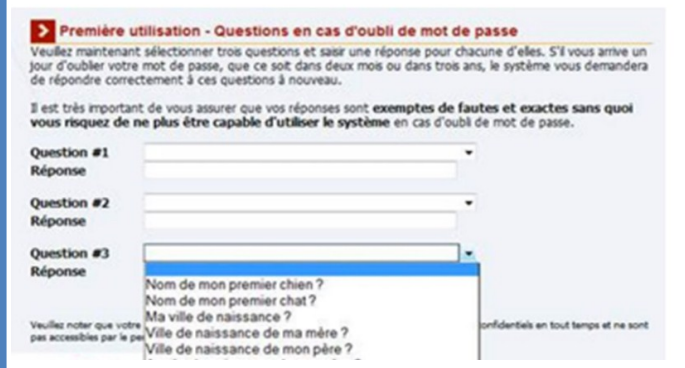 Première utilisation - Questions en cas d'oubli de mot de passe
Veuillez maintenant sélectionner trois questions et saisir une réponse pour chacune d'elles. S'il vous arrive un
jour d'oublier votre mot de passe, que ce soit dans deux mois ou dans trois ans, le système vous demandera
de répondre correctement à ces questions à nouveau.
Il est très important de vous assurer que vos réponses sont exemptes de fautes et exactes sans quoi
vous risquez de ne plus être capable d'utiliser le système en cas d'oubli de mot de passe.
Question #1
Réponse
Question #2
Réponse
Question #3
Réponse
Nom de mon premier chien ?
Nom de mon premier chat ?
Ma ville de naissance ?
Veuillez noter que votre
Ville de naissance de ma mère ?
onfidentiels en tout temps et ne sont
pas accessibles par le pe
Ville de naissance de mon père ?